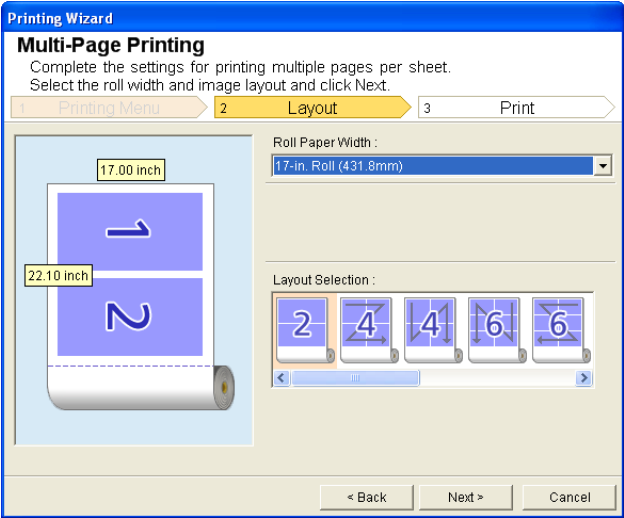 Printing Wizard
Multi-Page Printing
Complete the settings for printing multiple pages per sheet.
Select the roll width and image layout and click Next.
1 Printing Menu 2 Layout 3 Print
Roll Paper Width :
17-in. Roll (431.8mm)
17.00 inch
1
22.10 inch
2
Layout Selection :
2 4 4 6 6
< Back Next > Cancel